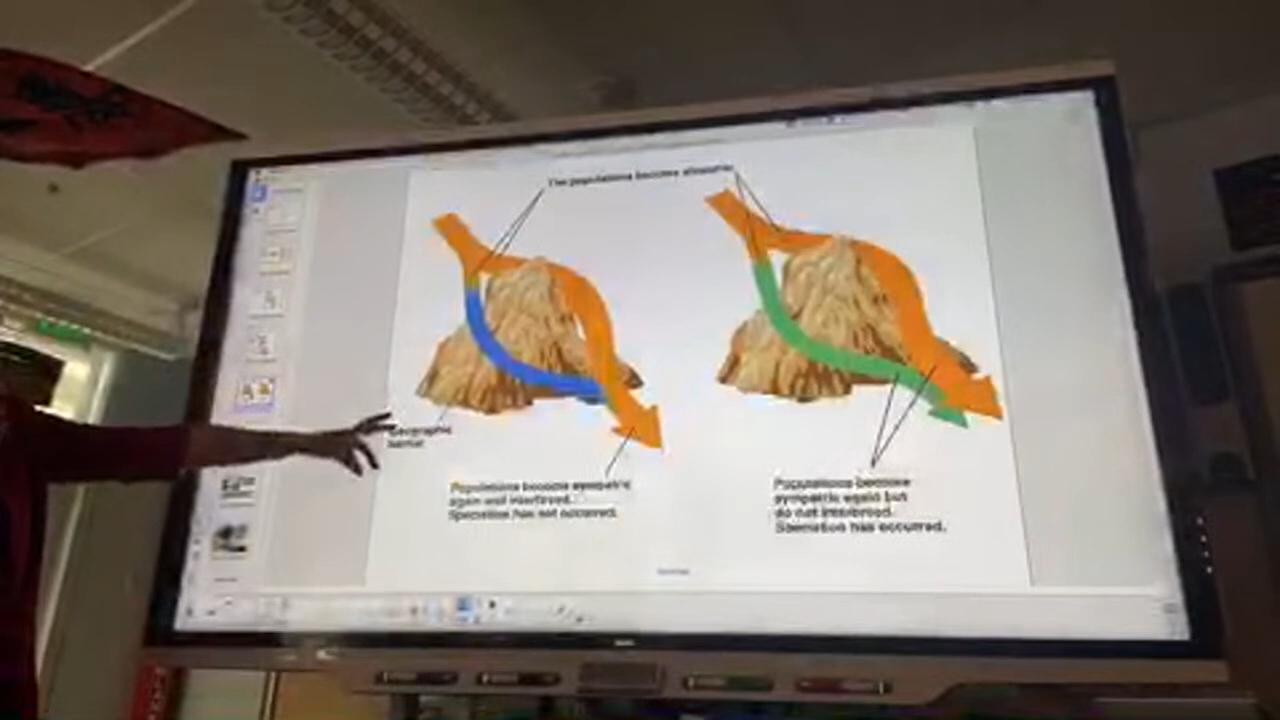 The populations become allopatric
Geographic
barrier
Populations become sympatric
again and interbreed.
Speciation has not occurred.
Populations become
sympatric again but
do not interbreed.
Speciation has occurred.